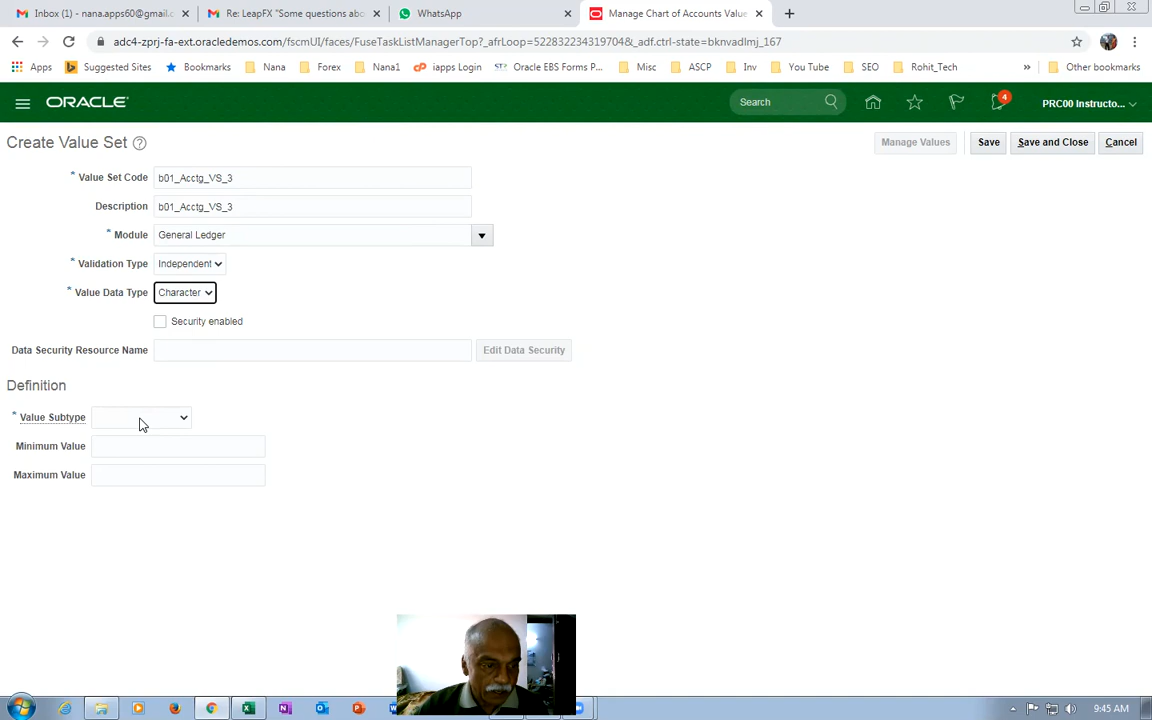 Inbox (1) - nana.apps60@gmail.c
Re: LeapFX "Some questions abo
WhatsApp
Manage Chart of Accounts Value
adc4-zprj-fa-ext.oracledemos.com/fscmUI/faces/FuseTaskListManagerTop?_afrLoop=52283223431970​4&_adf.ctrl-state=bknvadlmj_167
Apps
Suggested Sites
Bookmarks
Nana
Forex
Nana1
iapps Login
Oracle EBS Forms P...
Misc
ASCP
Inv
You Tube
SEO
Rohit_Tech
»
Other bookmarks
ORACLE
Search
4
PRC00 Instructo...
Create Value Set
Manage Values
Save
Save and Close
Cancel
* Value Set Code b01_Acctg_VS_3
Description b01_Acctg_VS_3
* Module General Ledger
* Validation Type Independent
* Value Data Type Character
Security enabled
Data Security Resource Name
Edit Data Security
Definition
* Value Subtype
Minimum Value
Maximum Value
9:45 AM